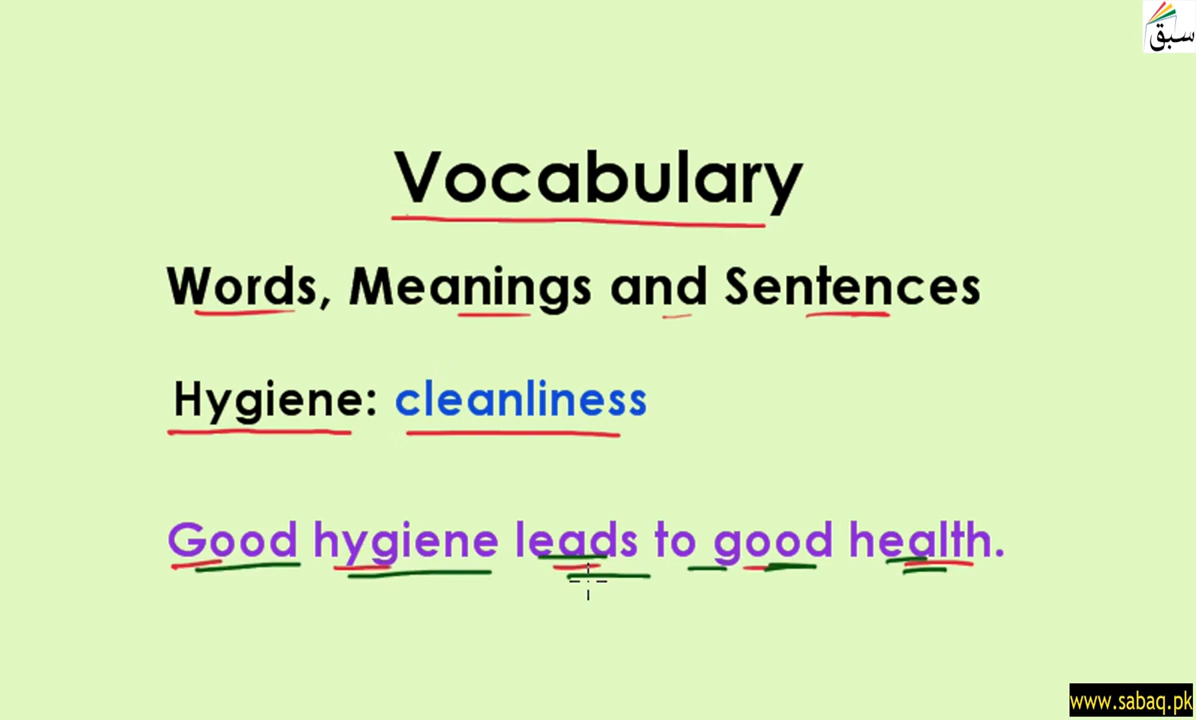 سبق
Vocabulary
Words, Meanings and Sentences
Hygiene: cleanliness
Good hygiene leads to good health.
www.sabaq.pk